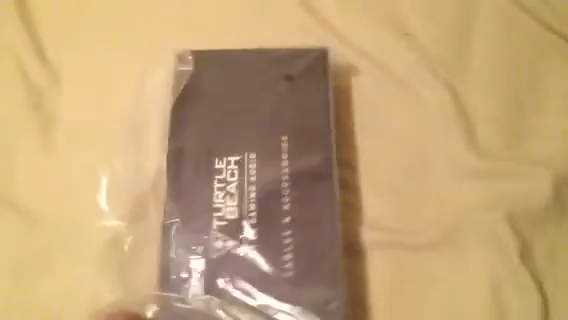 TURTLE
BEACH
GAMING AUDIO
CABLES & ACCESSORIES